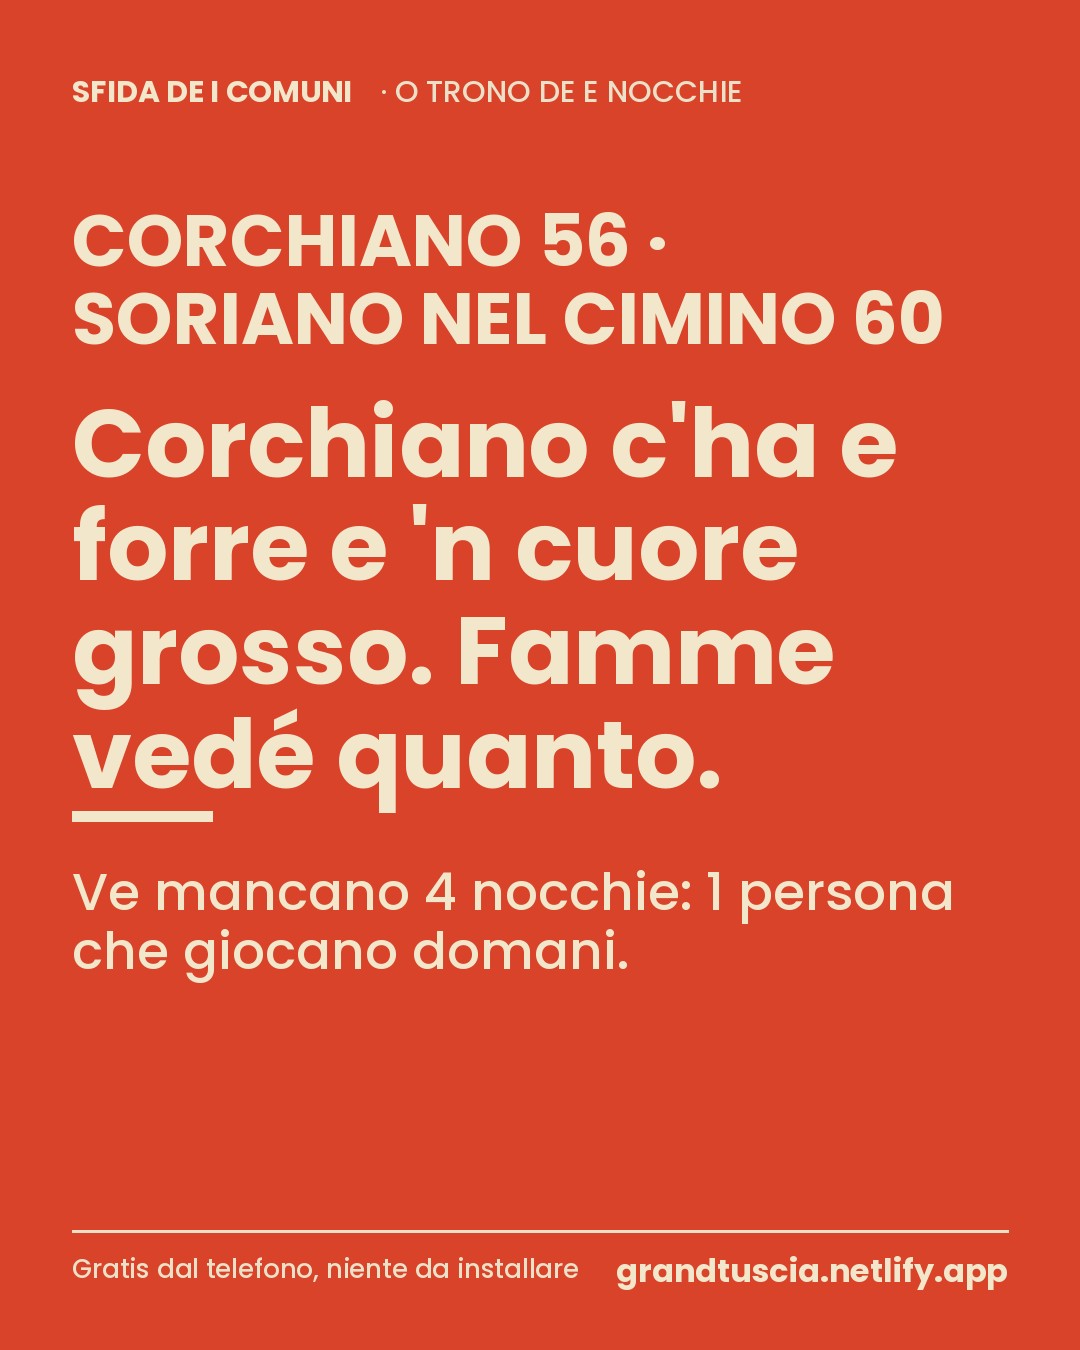 SFIDA DE I COMUNI · O TRONO DE E NOCCHIE
CORCHIANO 56 ·
SORIANO NEL CIMINO 60
Corchiano c'ha e
forre e 'n cuore
grosso. Famme
vedé quanto.
Ve mancano 4 nocchie: 1 persona
che giocano domani.
Gratis dal telefono, niente da installare grandtuscia.netlify.app